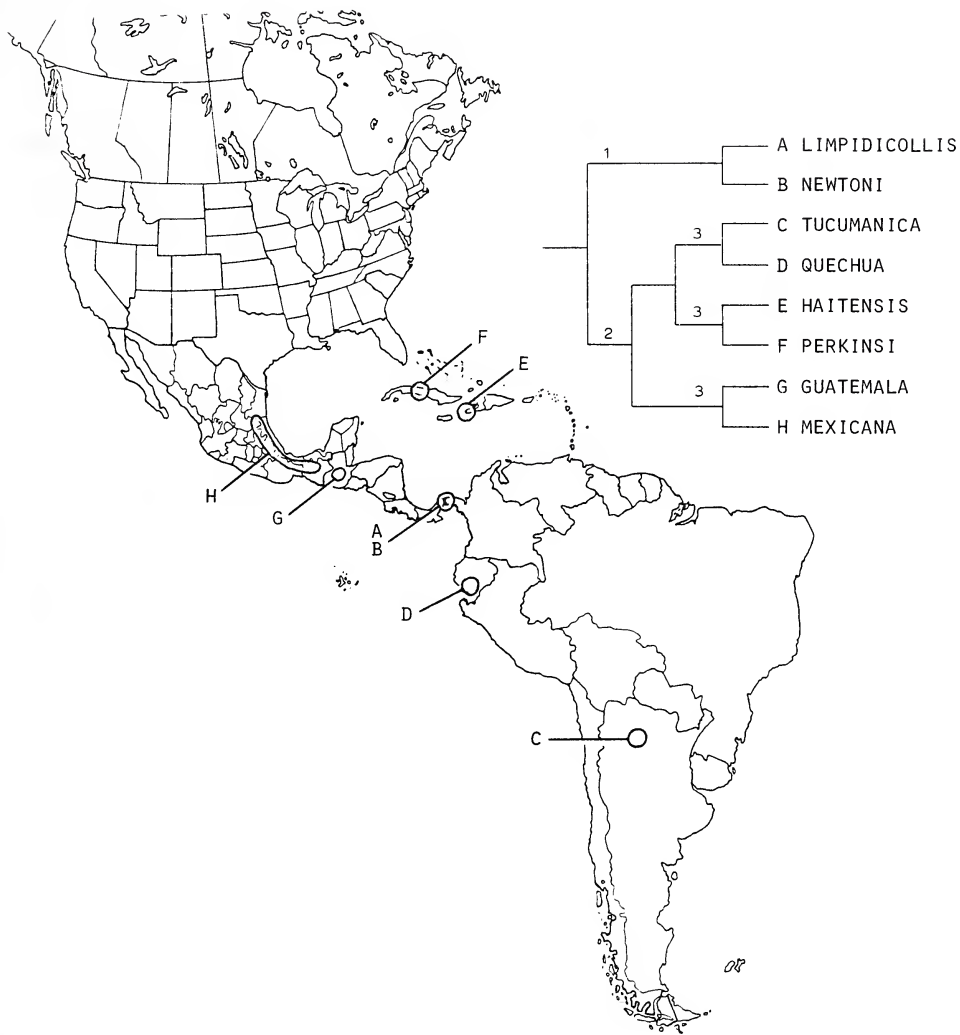 1
A LIMPIDICOLLIS
B NEWTONI
3
C TUCUMANICA
D QUECHUA
3
E HAITENSIS
2
F PERKINSI
3
G GUATEMALA
H MEXICANA
F
E
H
G
A
B
D
C